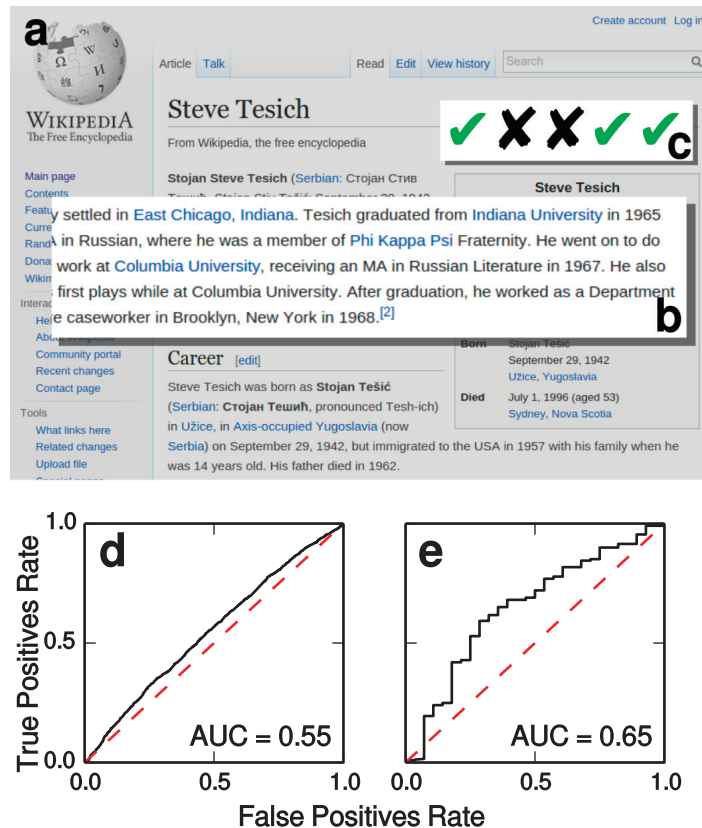 a
Create account Log in
Article Talk Read Edit View history Search
WIKIPEDIA
The Free Encyclopedia
Steve Tesich
From Wikipedia, the free encyclopedia
c
Main page
Contents
Stojan Steve Tesich (Serbian: Стојан Стив
Steve Tesich
y settled in East Chicago, Indiana. Tesich graduated from Indiana University in 1965
in Russian, where he was a member of Phi Kappa Psi Fraternity. He went on to do
work at Columbia University, receiving an MA in Russian Literature in 1967. He also
first plays while at Columbia University. After graduation, he worked as a Department
e caseworker in Brooklyn, New York in 1968.[2]
b
Community portal
Recent changes
Contact page
Tools
What links here
Related changes
Upload file
Career [edit]
Steve Tesich was born as Stojan Tešić
(Serbian: Стојан Тешић, pronounced Tesh-ich)
in Užice, in Axis-occupied Yugoslavia (now
Serbia) on September 29, 1942, but immigrated to the USA in 1957 with his family when he
was 14 years old. His father died in 1962.
Born Stojan Tešić
September 29, 1942
Užice, Yugoslavia
Died July 1, 1996 (aged 53)
Sydney, Nova Scotia
True Positives Rate
1.0
0.5
0.0
d
AUC = 0.55
0.0 0.5 1.0
e
AUC = 0.65
0.0 0.5 1.0
False Positives Rate